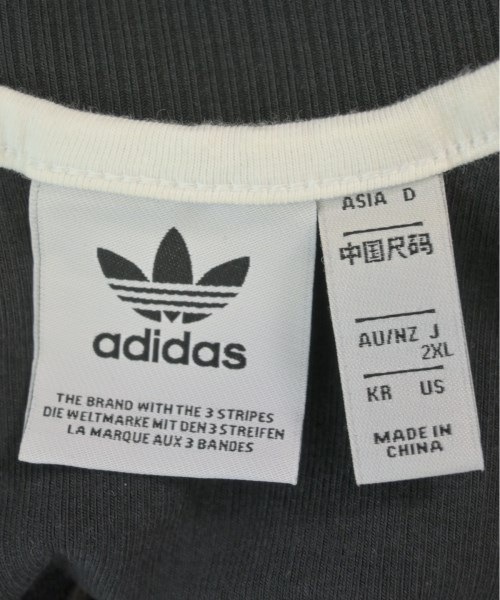 adidas
THE BRAND WITH THE 3 STRIPES
DIE WELTMARKE MIT DEN 3 STREIFEN
LA MARQUE AUX 3 BANDES
ASIA D
中国尺码
AU/NZ J
2XL
KR US
MADE IN
CHINA